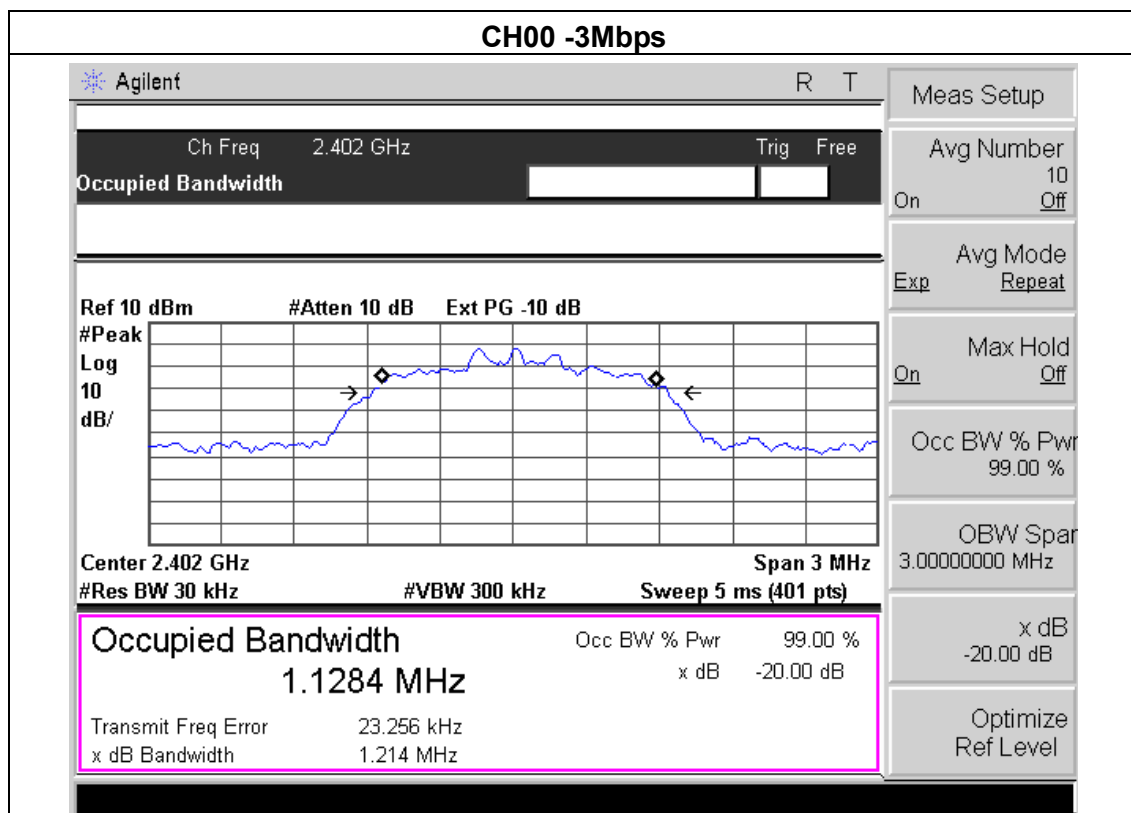 CH00 -3Mbps
Agilent R T
Ch Freq 2.402 GHz Trig Free
Occupied Bandwidth
Ref 10 dBm #Atten 10 dB Ext PG -10 dB
#Peak
Log
10
dB/
Center 2.402 GHz Span 3 MHz
#Res BW 30 kHz #VBW 300 kHz Sweep 5 ms (401 pts)
Occupied Bandwidth Occ BW % Pwr 99.00 %
1.1284 MHz x dB -20.00 dB
Transmit Freq Error 23.256 kHz
x dB Bandwidth 1.214 MHz
Meas Setup
Avg Number
10
On Off
Avg Mode
Exp Repeat
Max Hold
On Off
Occ BW % Pwr
99.00 %
OBW Span
3.00000000 MHz
x dB
-20.00 dB
Optimize
Ref Level